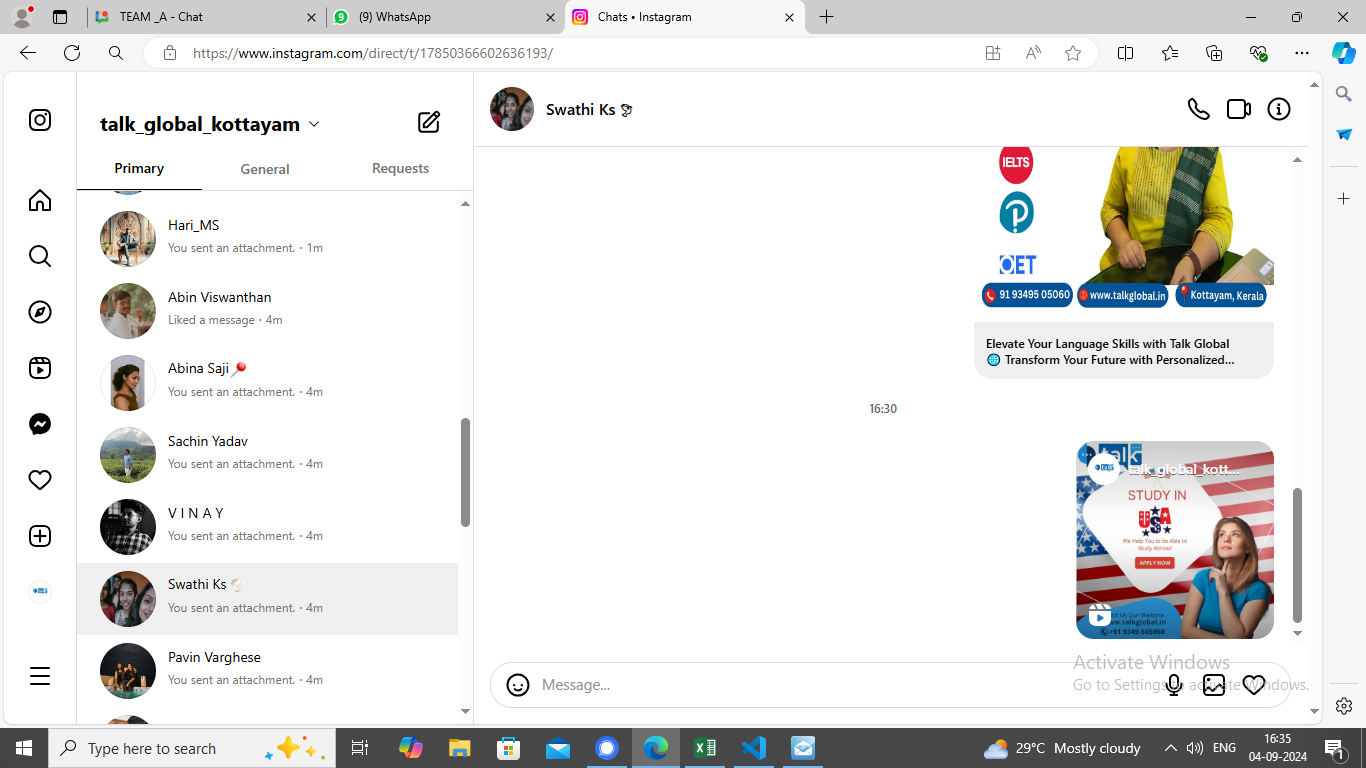 TEAM _A - Chat
(9) WhatsApp
Chats • Instagram
https://www.instagram.com/direct/t/17850366602636193/
talk_global_kottayam
Primary
General
Requests
Hari_MS
You sent an attachment. · 1m
Abin Viswanthan
Liked a message · 4m
Abina Saji📍
You sent an attachment. · 4m
Sachin Yadav
You sent an attachment. · 4m
V I N A Y
You sent an attachment. · 4m
Swathi Ks 🕊️
You sent an attachment. · 4m
Pavin Varghese
You sent an attachment. · 4m
Swathi Ks 🕊
IELTS
OET
91 93495 05060
www.talkglobal.in
Kottayam, Kerala
Elevate Your Language Skills with Talk Global
🌐 Transform Your Future with Personalized...
16:30
talk
talk_global_kott...
STUDY IN
USA
We Help You to be Able to
Study Abroad
APPLY NOW
Us Our Website
www.talkglobal.in
+91 9349-505060
Message...
Activate Windows
Go to Settings to activate Windows.
Type here to search
29°C Mostly cloudy
ENG
16:35
04-09-2024
1